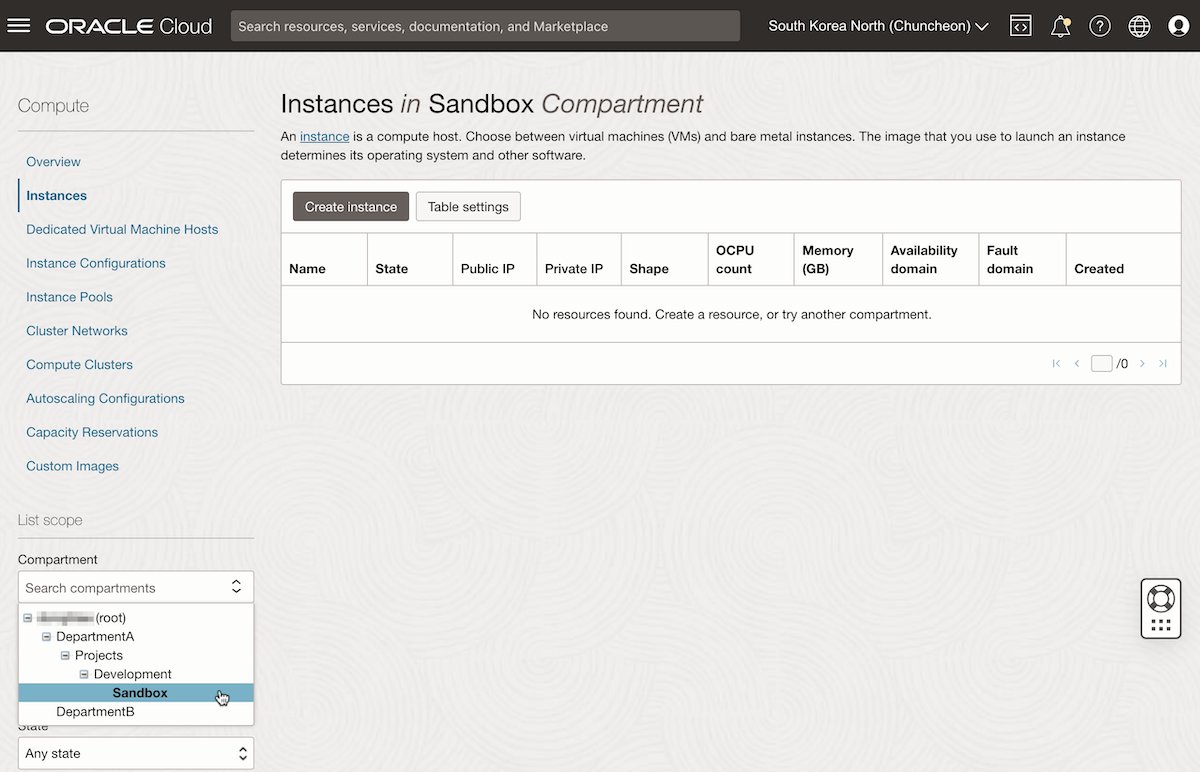 ORACLE Cloud
Search resources, services, documentation, and Marketplace
South Korea North (Chuncheon)
Compute
Overview
Instances
Dedicated Virtual Machine Hosts
Instance Configurations
Instance Pools
Cluster Networks
Compute Clusters
Autoscaling Configurations
Capacity Reservations
Custom Images
List scope
Compartment
Search compartments
(root)
DepartmentA
Projects
Development
Sandbox
DepartmentB
State
Any state
Instances in Sandbox Compartment
An instance is a compute host. Choose between virtual machines (VMs) and bare metal instances. The image that you use to launch an instance
determines its operating system and other software.
Create instance Table settings
Name State Public IP Private IP Shape OCPU count Memory (GB) Availability domain Fault domain Created
No resources found. Create a resource, or try another compartment.
/0